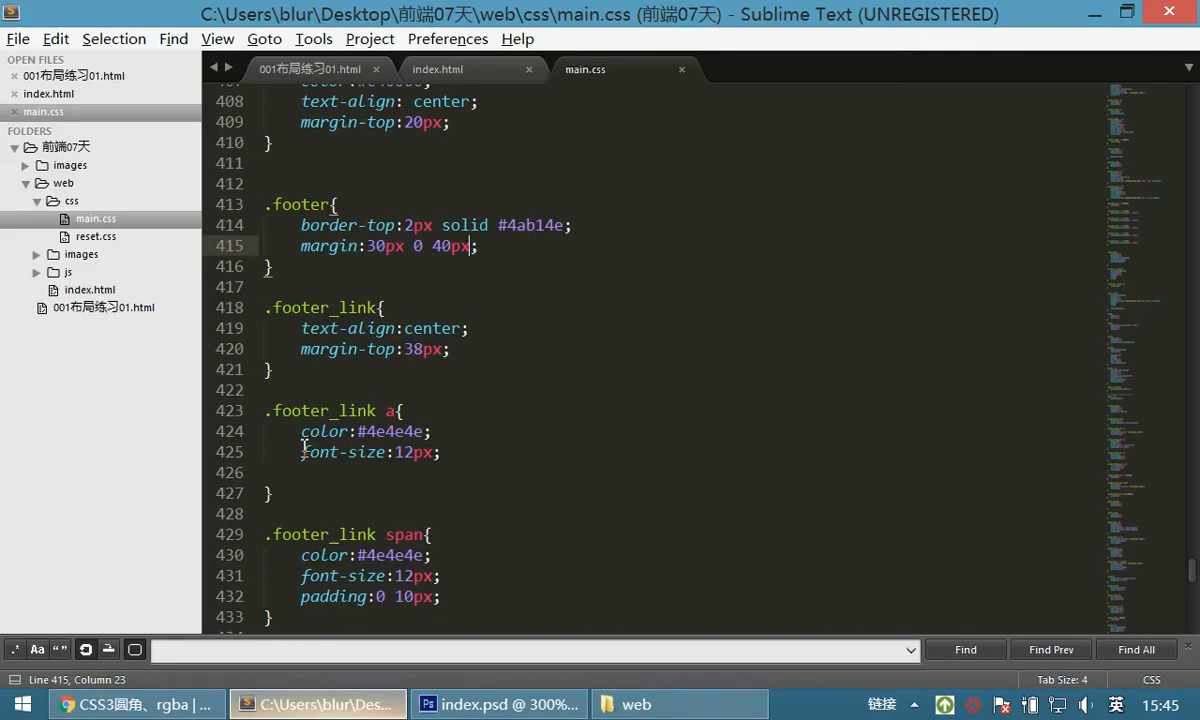 C:\Users\blur\Desktop\前端07天\web\css\main.css (前端07天) - Sublime Text (UNREGISTERED)
File Edit Selection Find View Goto Tools Project Preferences Help
OPEN FILES
001布局练习01.html
index.html
main.css
FOLDERS
前端07天
images
web
css
main.css
reset.css
images
js
index.html
001布局练习01.html
001布局练习01.html index.html main.css
408 text-align: center;
409 margin-top:20px;
410 }
411
412
413 .footer{
414 border-top:2px solid #4ab14e;
415 margin:30px 0 40px;
416 }
417
418 .footer_link{
419 text-align:center;
420 margin-top:38px;
421 }
422
423 .footer_link a{
424 color:#4e4e4e;
425 font-size:12px;
426
427 }
428
429 .footer_link span{
430 color:#4e4e4e;
431 font-size:12px;
432 padding:0 10px;
433 }
.* Aa “ ” Find Find Prev Find All
Line 415, Column 23 Tab Size: 4 CSS
CSS3圆角、rgba | ... C:\Users\blur\Des... index.psd @ 300%... web 链接 英 15:45